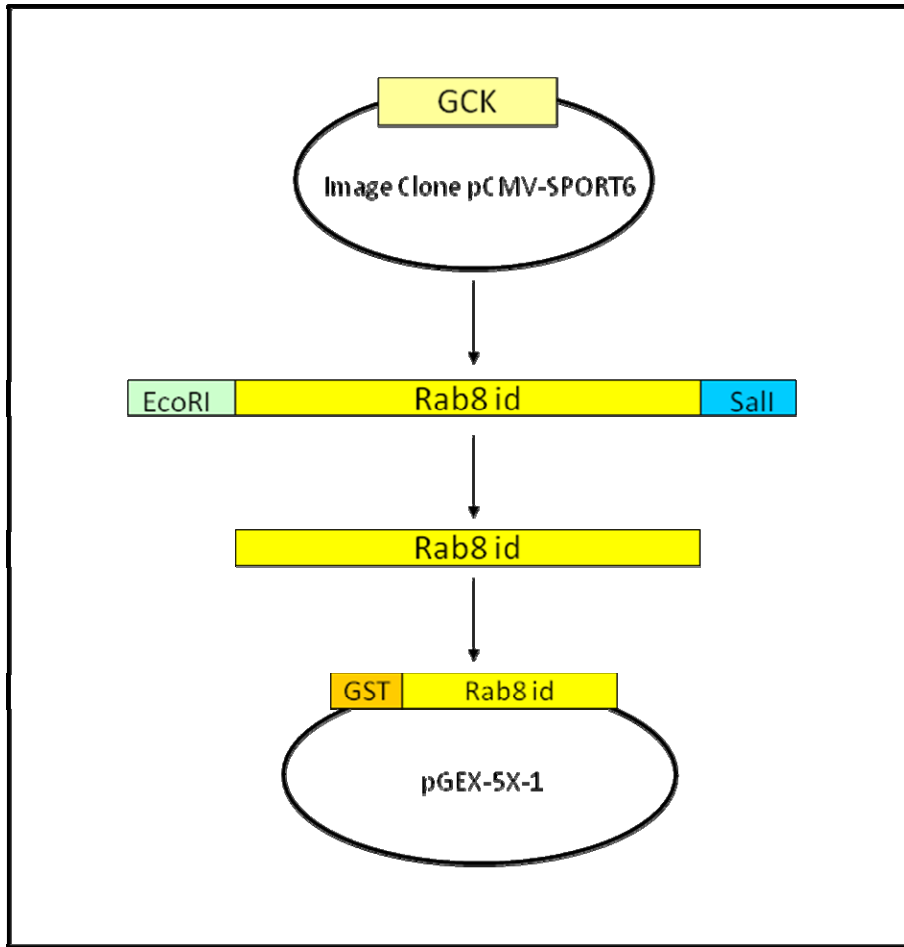 GCK
Image Clone pCMV-SPORT6
EcoRI Rab8 id SalI
Rab8 id
GST Rab8 id
pGEX-5X-1